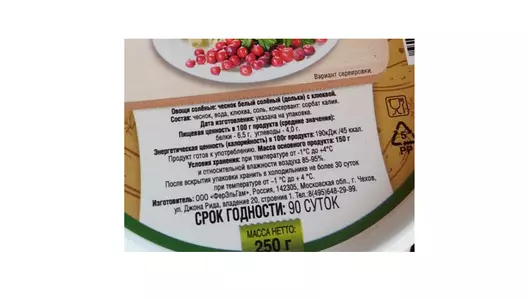 Вариант сервировки.
Овощи солёные: чеснок белый солёный (дольки) с клюквой.
Состав: чеснок, вода, клюква, соль, консервант: сорбат калия.
Дата изготовления: указана на упаковке.
Пищевая ценность в 100 г продукта (средние значения):
белки - 6,5 г, углеводы - 4,0 г.
Энергетическая ценность (калорийность) в 100г продукта: 190кДж /45 ккал.
Продукт готов к употреблению. Масса основного продукта: 150 г
Условия хранения: при температуре от -1°С до +4°С
и относительной влажности воздуха 85-95%.
После вскрытия упаковки хранить в холодильнике не более 30 суток
при температуре от -1 °С до + 4 °С.
Изготовитель: ООО «ФерЭльГам», Россия, 142305, Московская обл., г. Чехов,
ул. Джона Рида, владение 20, строение 1. Тел.:8(495)648-29-99.
СРОК ГОДНОСТИ: 90 СУТОК
МАССА НЕТТО:
250 г
5
PP